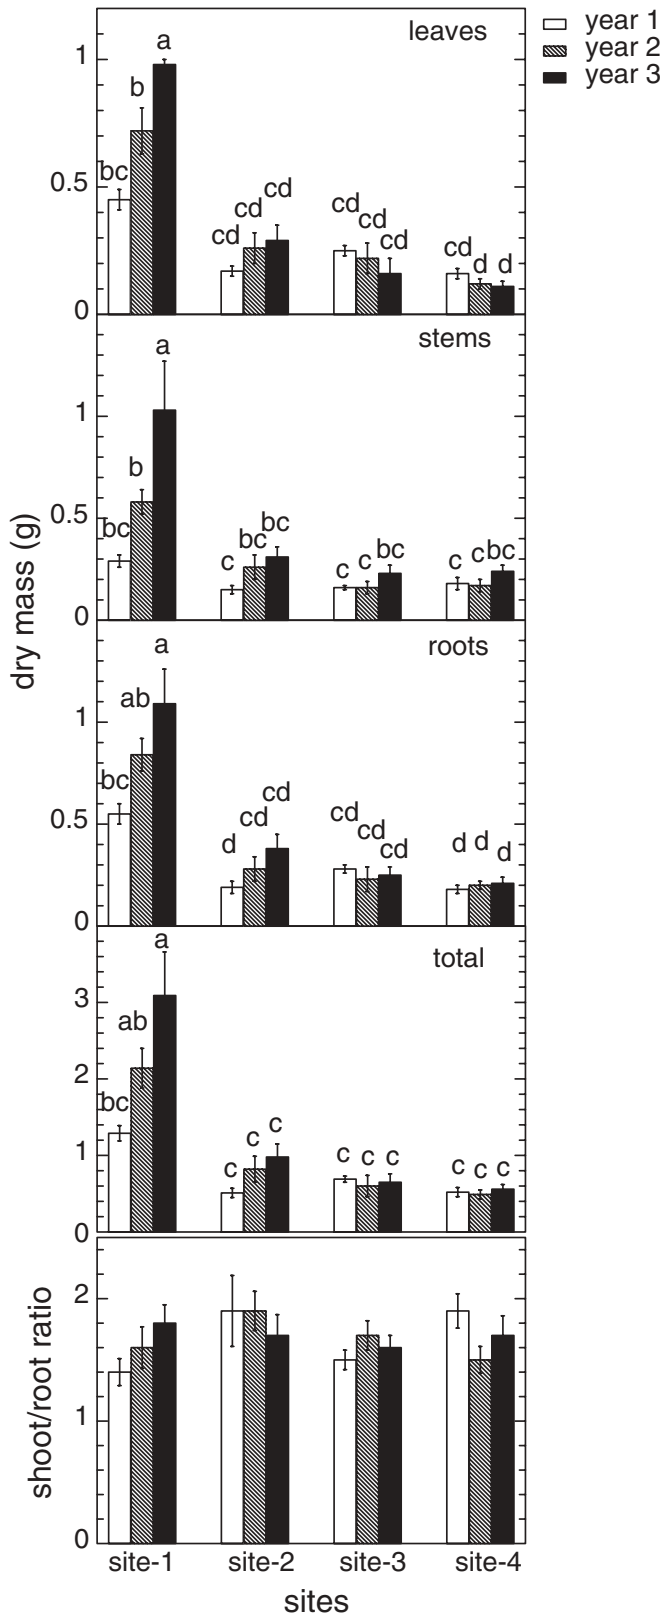 leaves
year 1
year 2
year 3
1
0.5
0
bc b a
cd cd cd
cd cd cd
cd d d
stems
1
0.5
0
bc b a
c bc bc
c c bc
c c bc
dry mass (g)
roots
1
0.5
0
bc ab a
d cd cd
cd cd cd
d d d
total
3
2
1
0
bc ab a
c c c
c c c
c c c
shoot/root ratio
2
1
0
site-1 site-2 site-3 site-4
sites